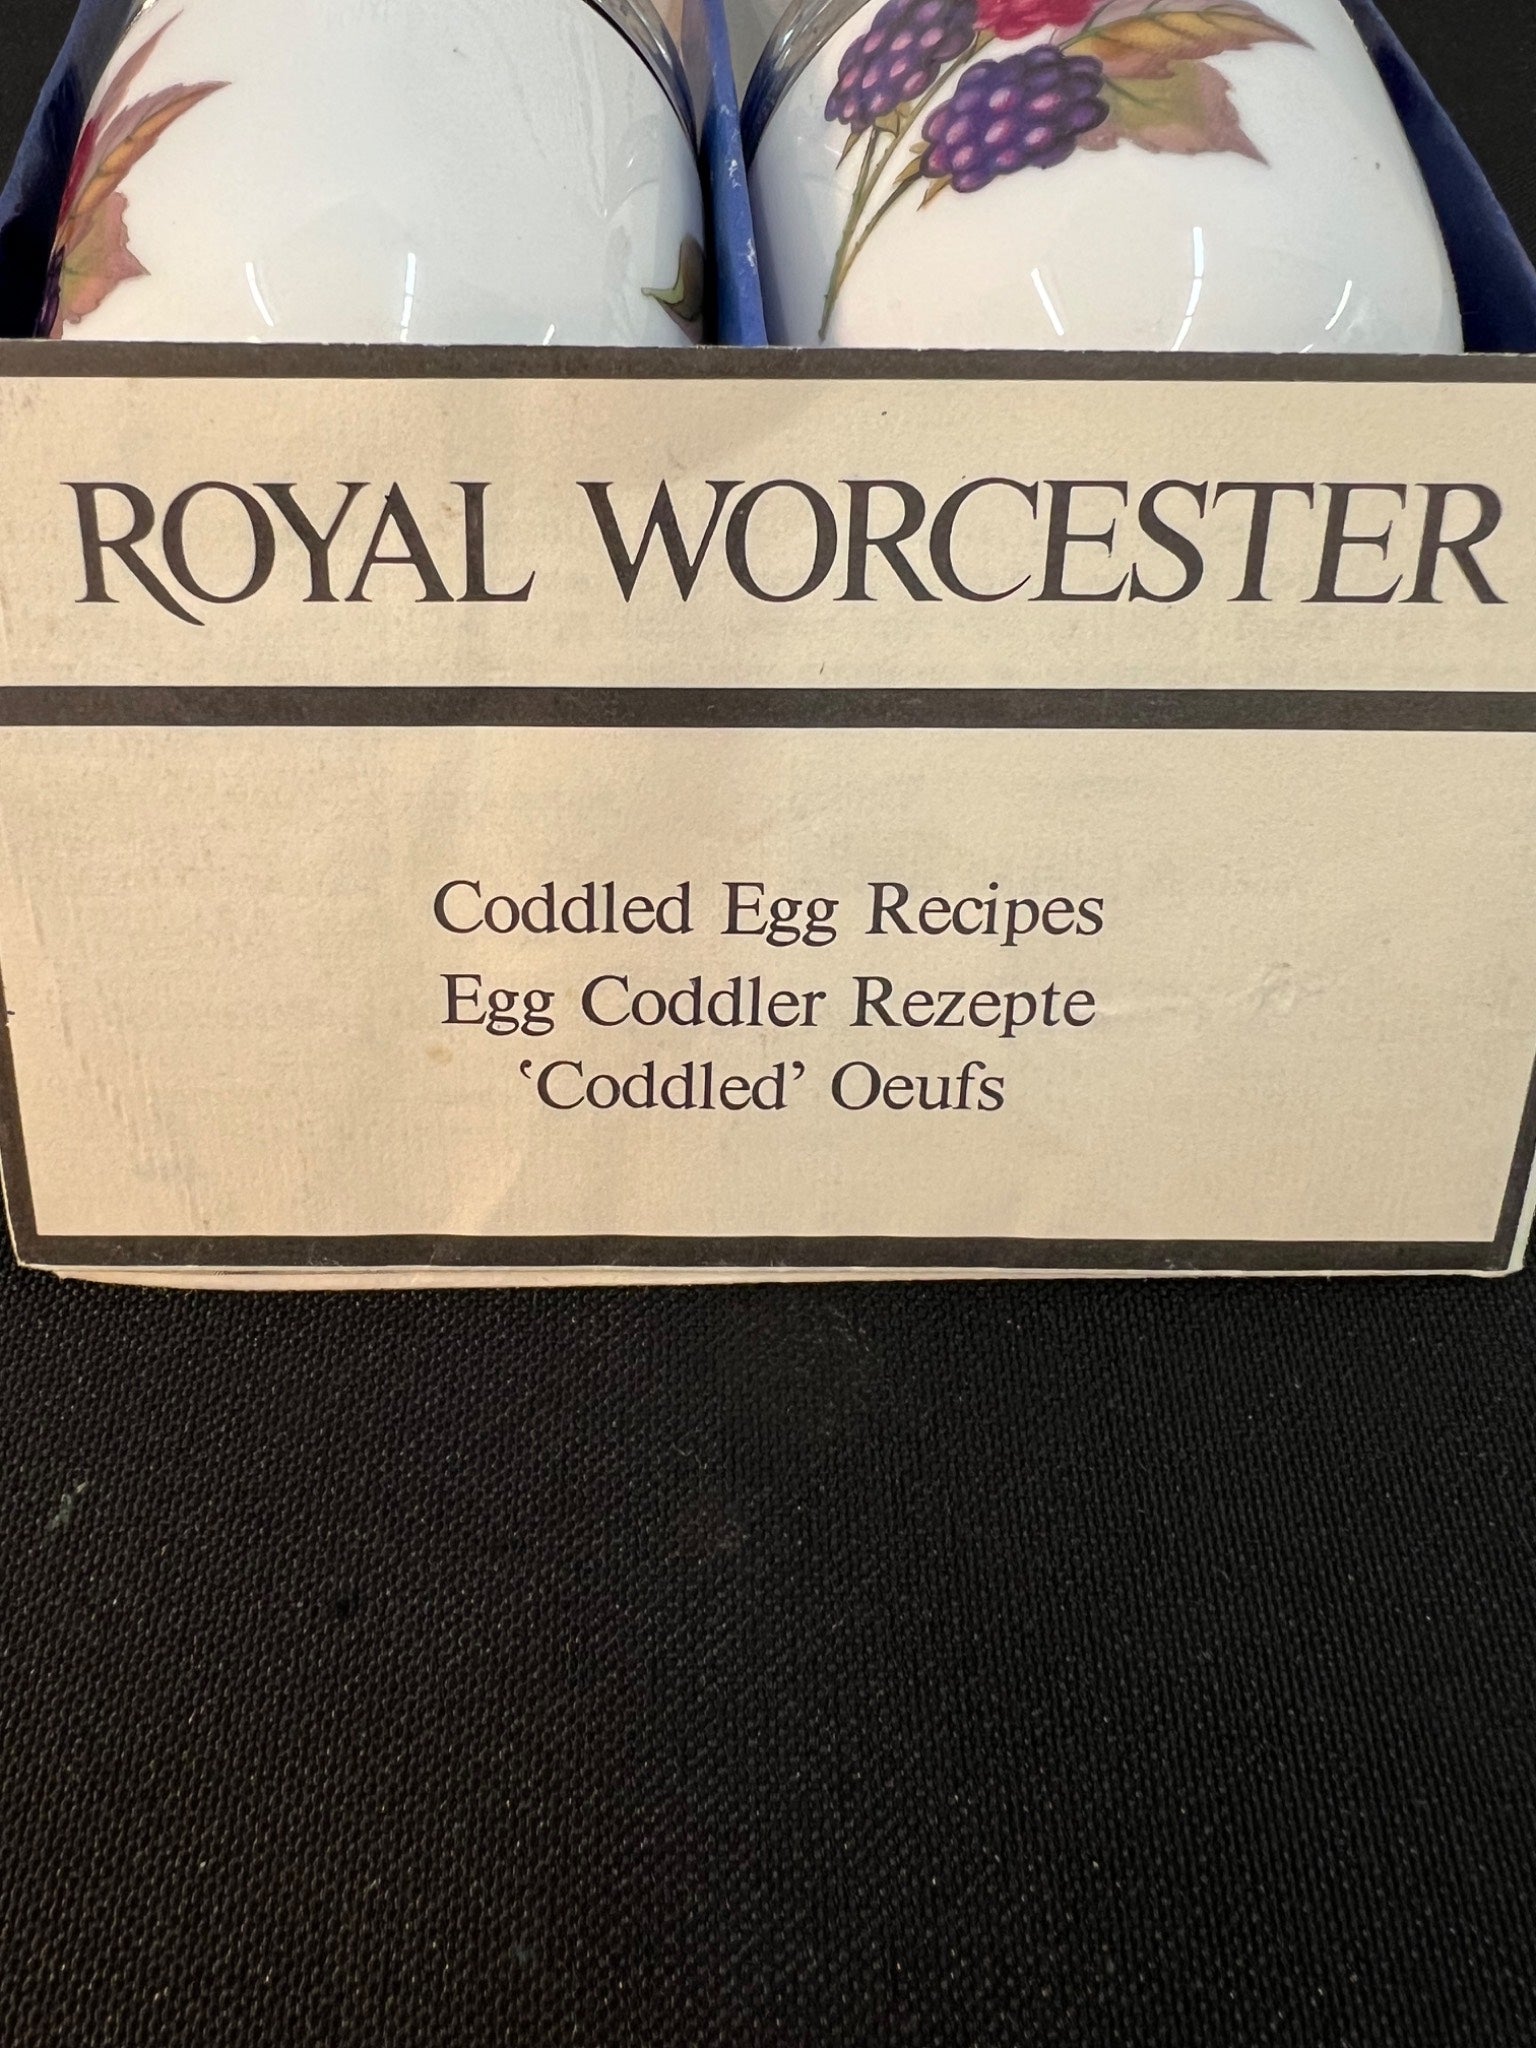 ROYAL WORCESTER
Coddled Egg Recipes
Egg Coddler Rezepte
‘Coddled’ Oeufs